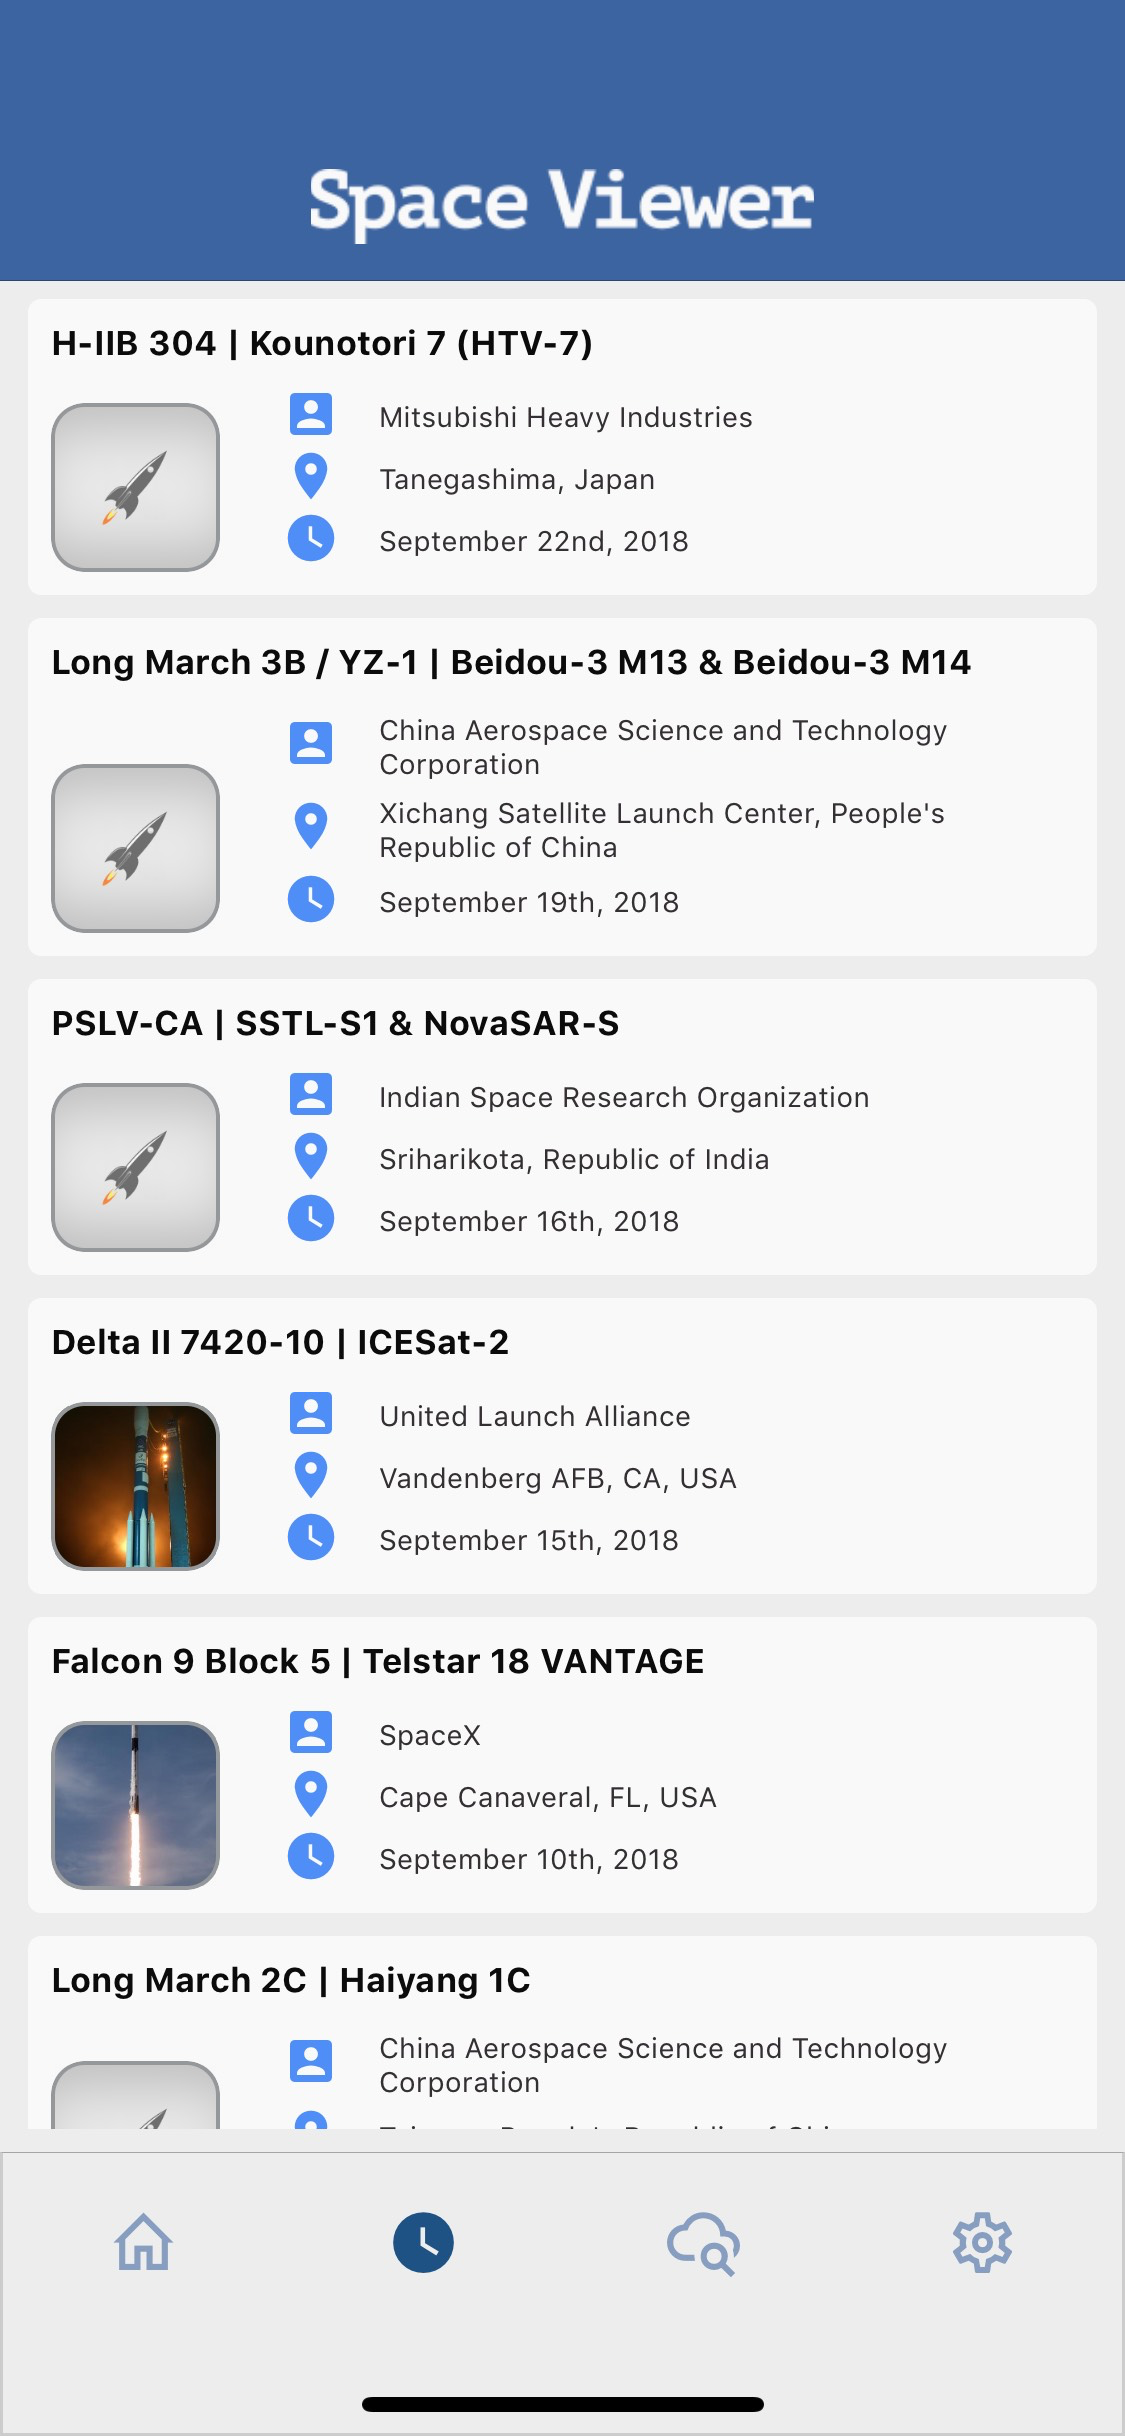 Space Viewer
H-IIB 304 | Kounotori 7 (HTV-7)
Mitsubishi Heavy Industries
Tanegashima, Japan
September 22nd, 2018
Long March 3B / YZ-1 | Beidou-3 M13 & Beidou-3 M14
China Aerospace Science and Technology
Corporation
Xichang Satellite Launch Center, People's
Republic of China
September 19th, 2018
PSLV-CA | SSTL-S1 & NovaSAR-S
Indian Space Research Organization
Sriharikota, Republic of India
September 16th, 2018
Delta II 7420-10 | ICESat-2
United Launch Alliance
Vandenberg AFB, CA, USA
September 15th, 2018
Falcon 9 Block 5 | Telstar 18 VANTAGE
SpaceX
Cape Canaveral, FL, USA
September 10th, 2018
Long March 2C | Haiyang 1C
China Aerospace Science and Technology
Corporation